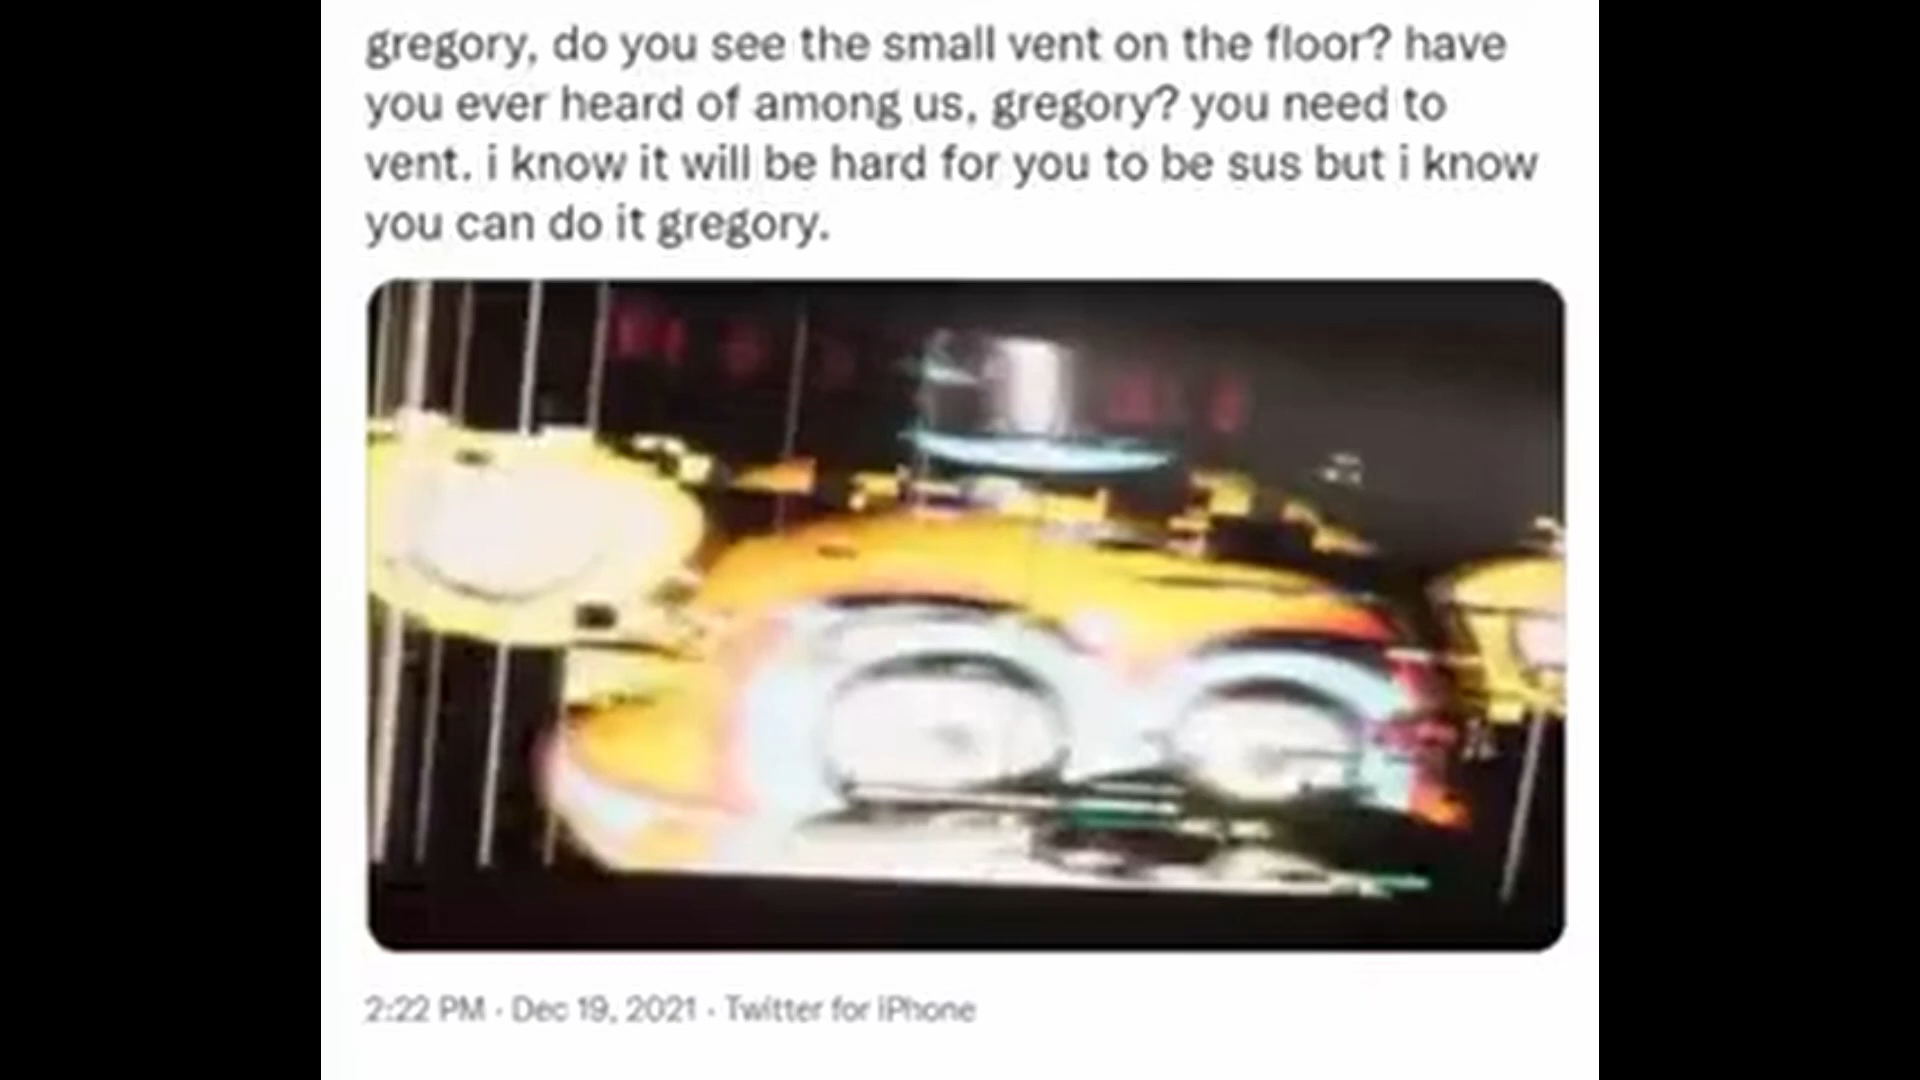 gregory, do you see the small vent on the floor? have
you ever heard of among us, gregory? you need to
vent. i know it will be hard for you to be sus but i know
you can do it gregory.
2:22 PM · Dec 19, 2021 · Twitter for iPhone